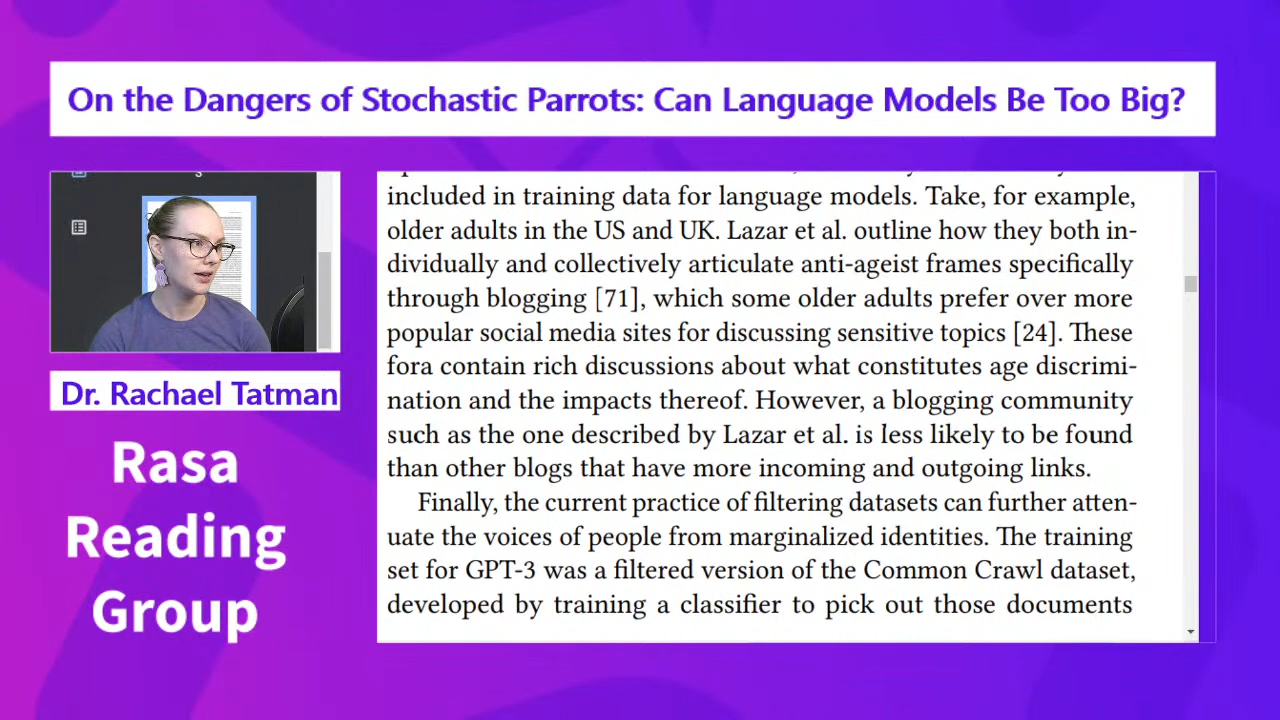 On the Dangers of Stochastic Parrots: Can Language Models Be Too Big?
Dr. Rachael Tatman
Rasa
Reading
Group
included in training data for language models. Take, for example,
older adults in the US and UK. Lazar et al. outline how they both in-
dividually and collectively articulate anti-ageist frames specifically
through blogging [71], which some older adults prefer over more
popular social media sites for discussing sensitive topics [24]. These
fora contain rich discussions about what constitutes age discrimi-
nation and the impacts thereof. However, a blogging community
such as the one described by Lazar et al. is less likely to be found
than other blogs that have more incoming and outgoing links.
Finally, the current practice of filtering datasets can further atten-
uate the voices of people from marginalized identities. The training
set for GPT-3 was a filtered version of the Common Crawl dataset,
developed by training a classifier to pick out those documents